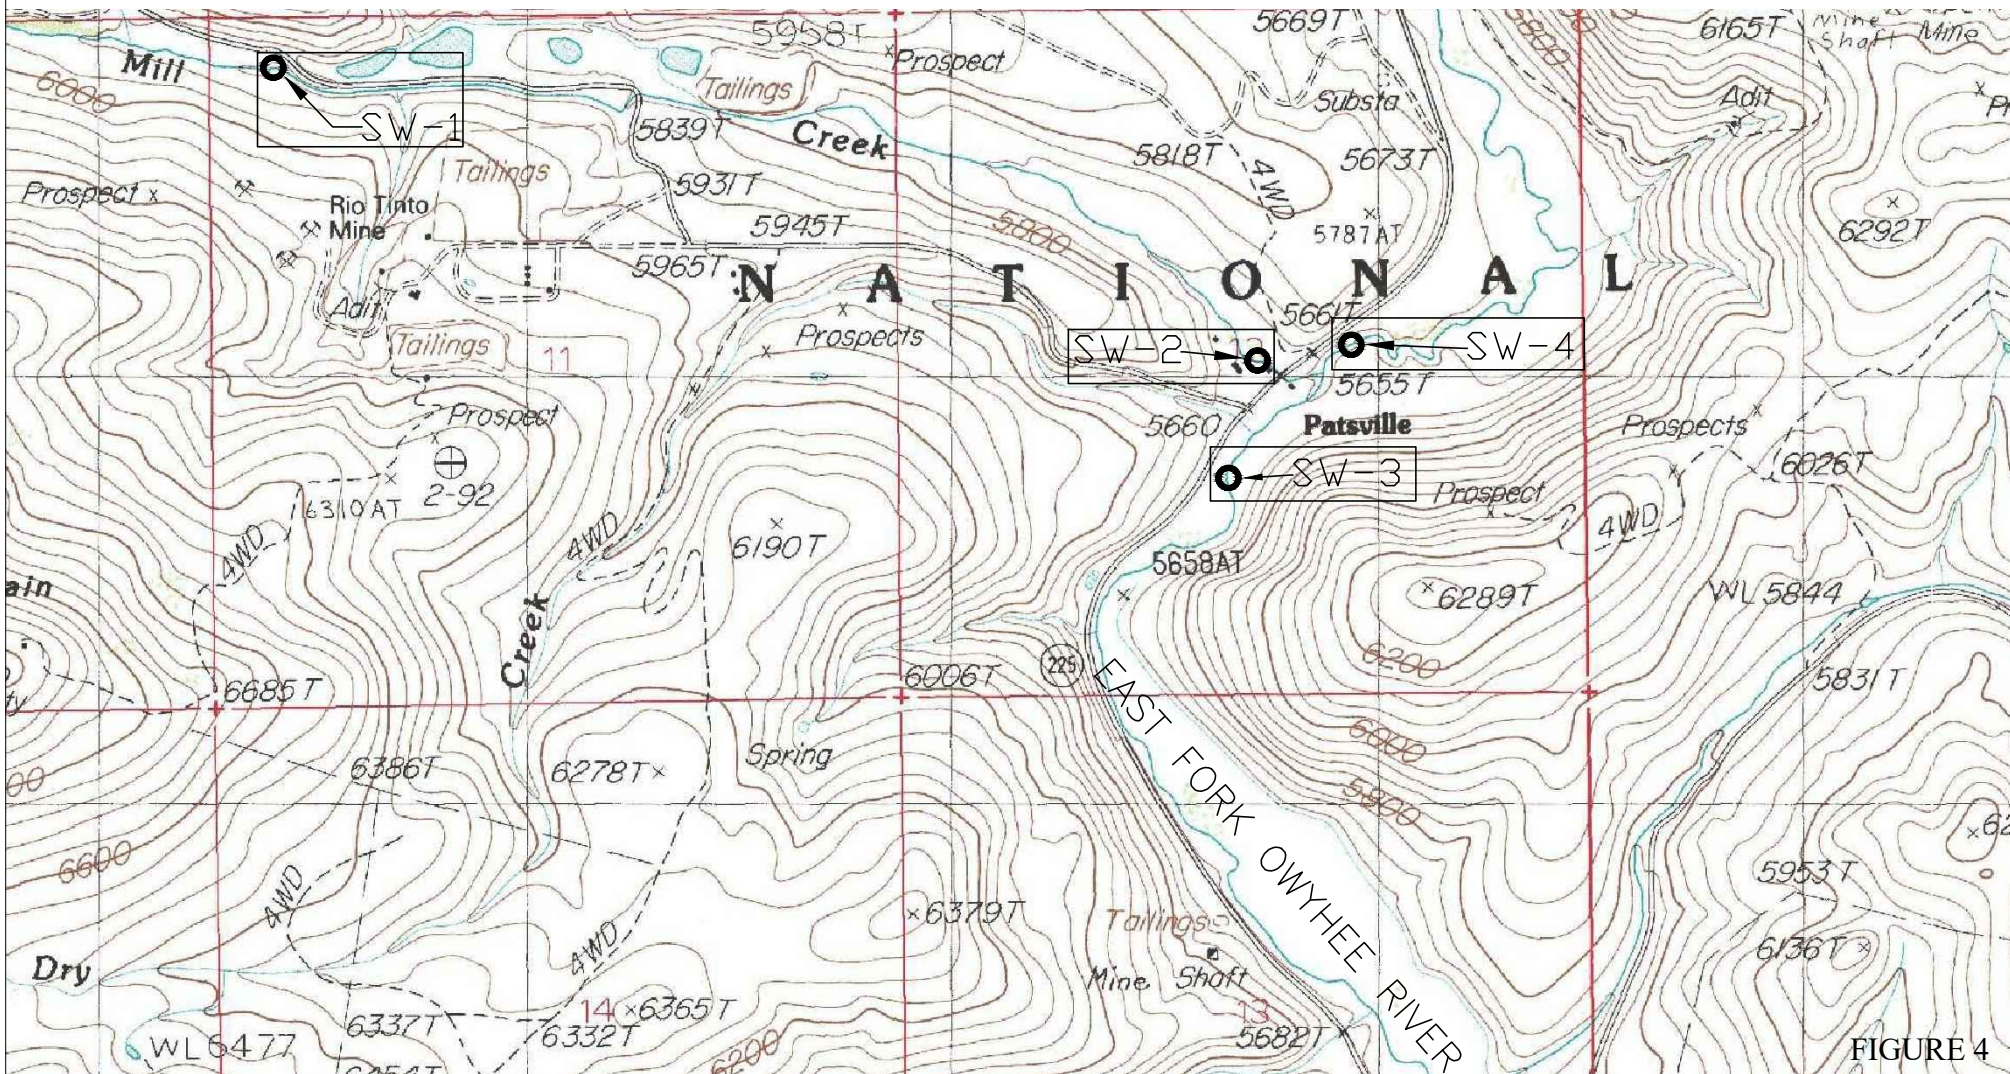 5958T
5669T
6165T
Mine
Shaft
Mine
Mill
6000
Prospect
5800
Tailings
Substa
Adit
SW-1
5839T
Creek
5818T
5673T
4WD
Tailings
5931T
Prospect
Rio Tinto
Mine
5945T
5800
5787AT
6292T
5965T
NATIONAL
Adit
Prospects
5661T
Tailings
11
SW-2
SW-4
5655T
Prospect
5660
Patsville
Prospects
6026T
SW-3
2-92
6310AT
Prospect
4WD
4WD
4WD
6190T
5658AT
6289T
WL 5844
ain
Creek
6200
225
6006T
6685T
5831T
EAST FORK OWYHEE RIVER
6000
Spring
6386T
6278T
00
5800
6600
5953T
4WD
6379T
Tailings
4WD
6136T
Dry
Mine Shaft
14
6365T
13
6337T
6332T
5682T
WL 6477
6200
FIGURE 4